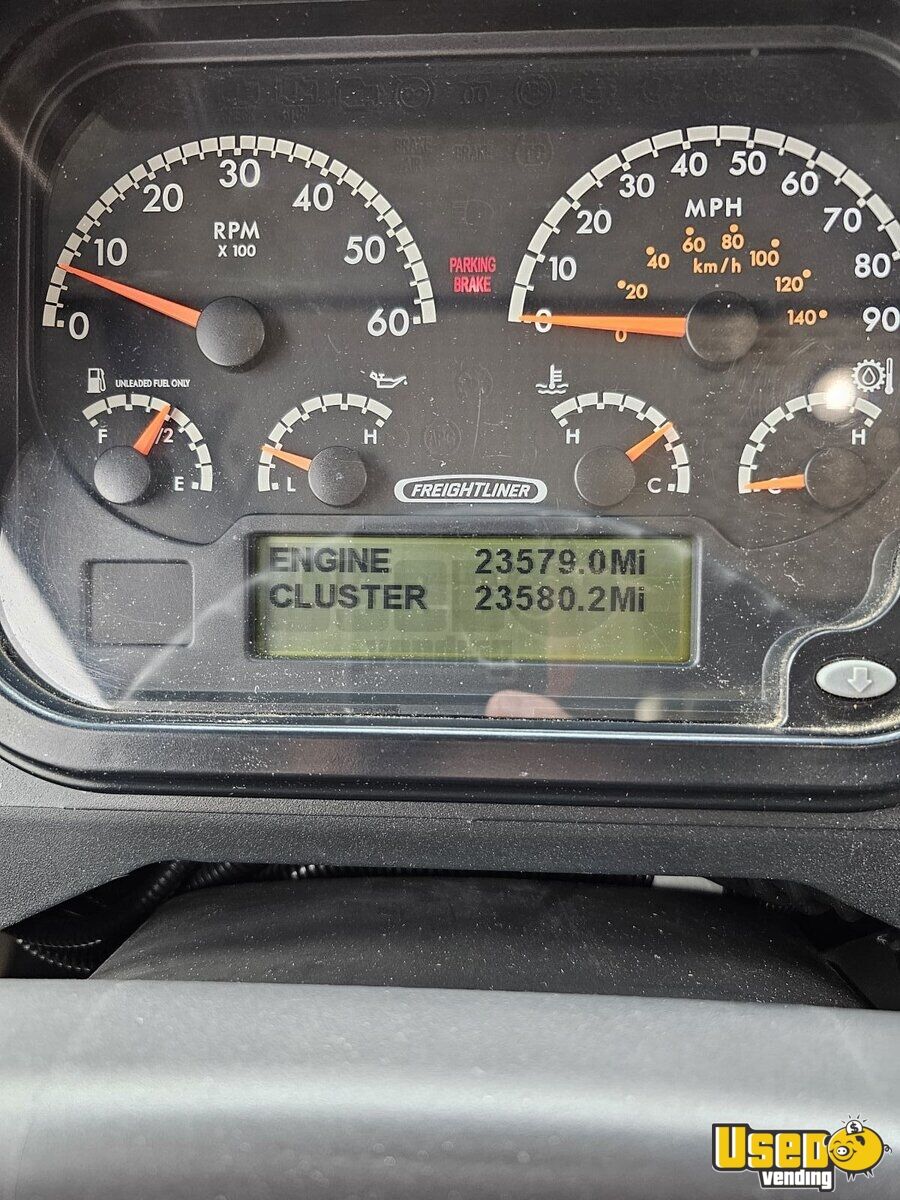 0 10 20 30 40 50 60
RPM
X 100
PARKING
BRAKE
0 10 20 30 40 50 60 70 80 90
MPH
0 20 40 60 80 100 120 140
km/h
UNLEADED FUEL ONLY
F /2 E
L H
H C
H
FREIGHTLINER
ENGINE 23579.0Mi
CLUSTER 23580.2Mi
vending
Used
vending